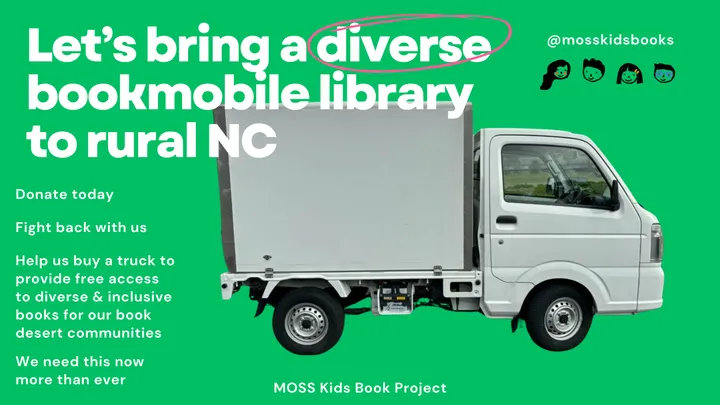 Let's bring a diverse
bookmobile library
to rural NC
@mosskidsbooks
Donate today
Fight back with us
Help us buy a truck to
provide free access
to diverse & inclusive
books for our book
desert communities
We need this now
more than ever
MOSS Kids Book Project